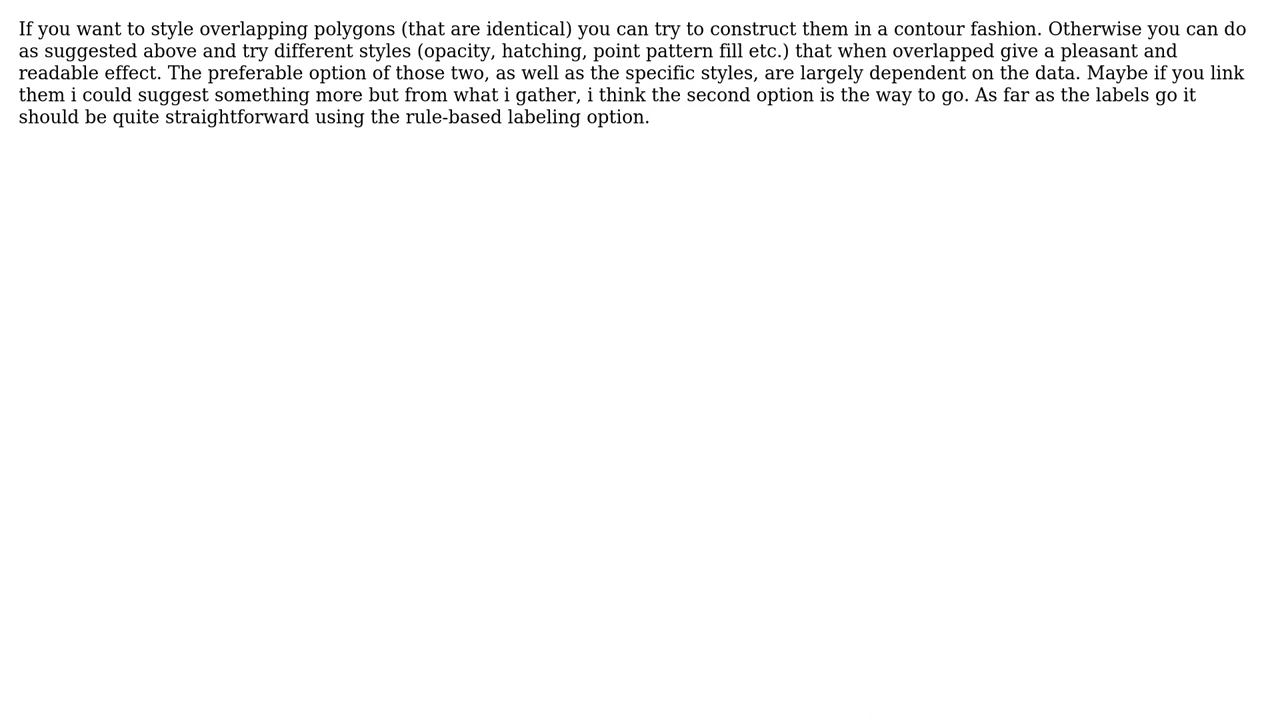 If you want to style overlapping polygons (that are identical) you can try to construct them in a contour fashion. Otherwise you can do
as suggested above and try different styles (opacity, hatching, point pattern fill etc.) that when overlapped give a pleasant and
readable effect. The preferable option of those two, as well as the specific styles, are largely dependent on the data. Maybe if you link
them i could suggest something more but from what i gather, i think the second option is the way to go. As far as the labels go it
should be quite straightforward using the rule-based labeling option.